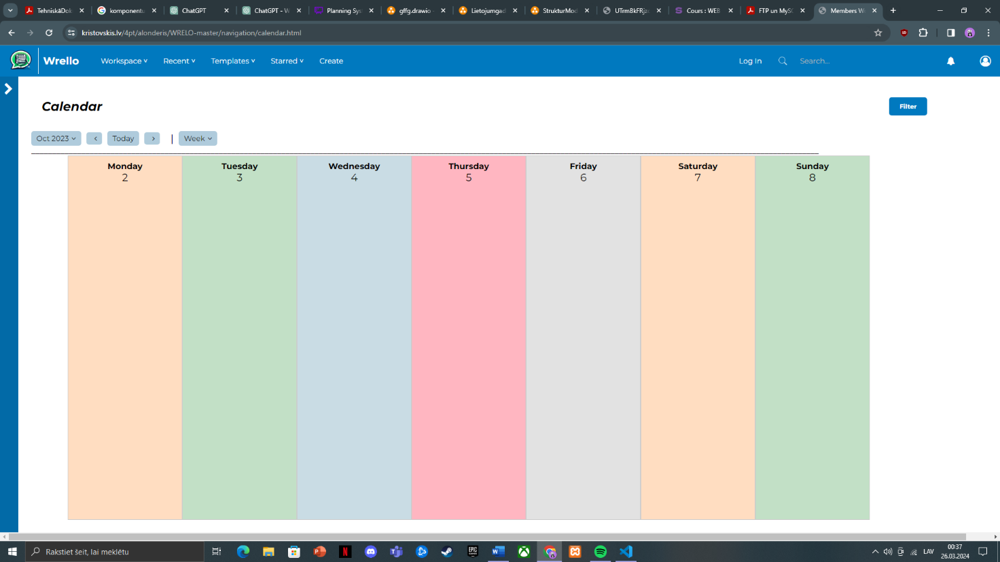 TehniskāDok
komponentu
ChatGPT
ChatGPT - W
Planning Sys
gffg.drawio -
Lietojumgad
StrukturMod
UTrmBkFRjzc
Cours : WEB
FTP un MySQ
Members W
kristovskis.lv/4pt/alonderis/WRELO-master/navigation/calendar.html
Wrello
Workspace
Recent
Templates
Starred
Create
Log In
Search...
Calendar
Filter
Oct 2023
<
Today
>
|
Week
Monday
2
Tuesday
3
Wednesday
4
Thursday
5
Friday
6
Saturday
7
Sunday
8
Rakstiet šeit, lai meklētu
LAV
00:37
26.03.2024